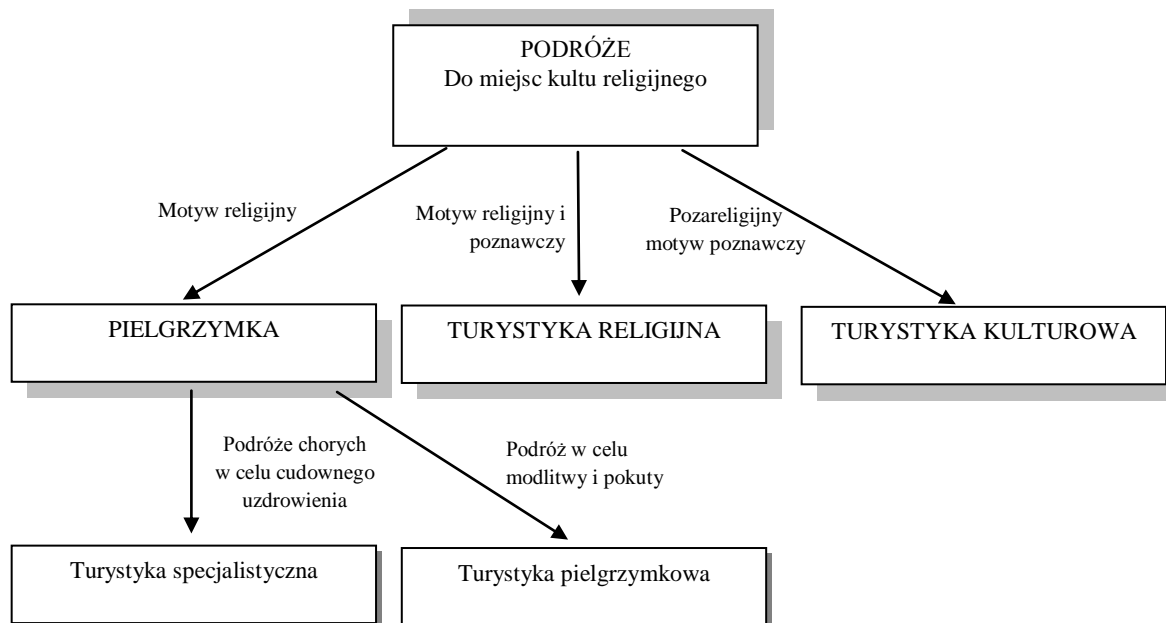 PODRÓŻE
Do miejsc kultu religijnego
Motyw religijny
Motyw religijny i
poznawczy
Pozareligijny
motyw poznawczy
PIELGRZYMKA
TURYSTYKA RELIGIJNA
TURYSTYKA KULTUROWA
Podróże chorych
w celu cudownego
uzdrowienia
Podróż w celu
modlitwy i pokuty
Turystyka specjalistyczna
Turystyka pielgrzymkowa